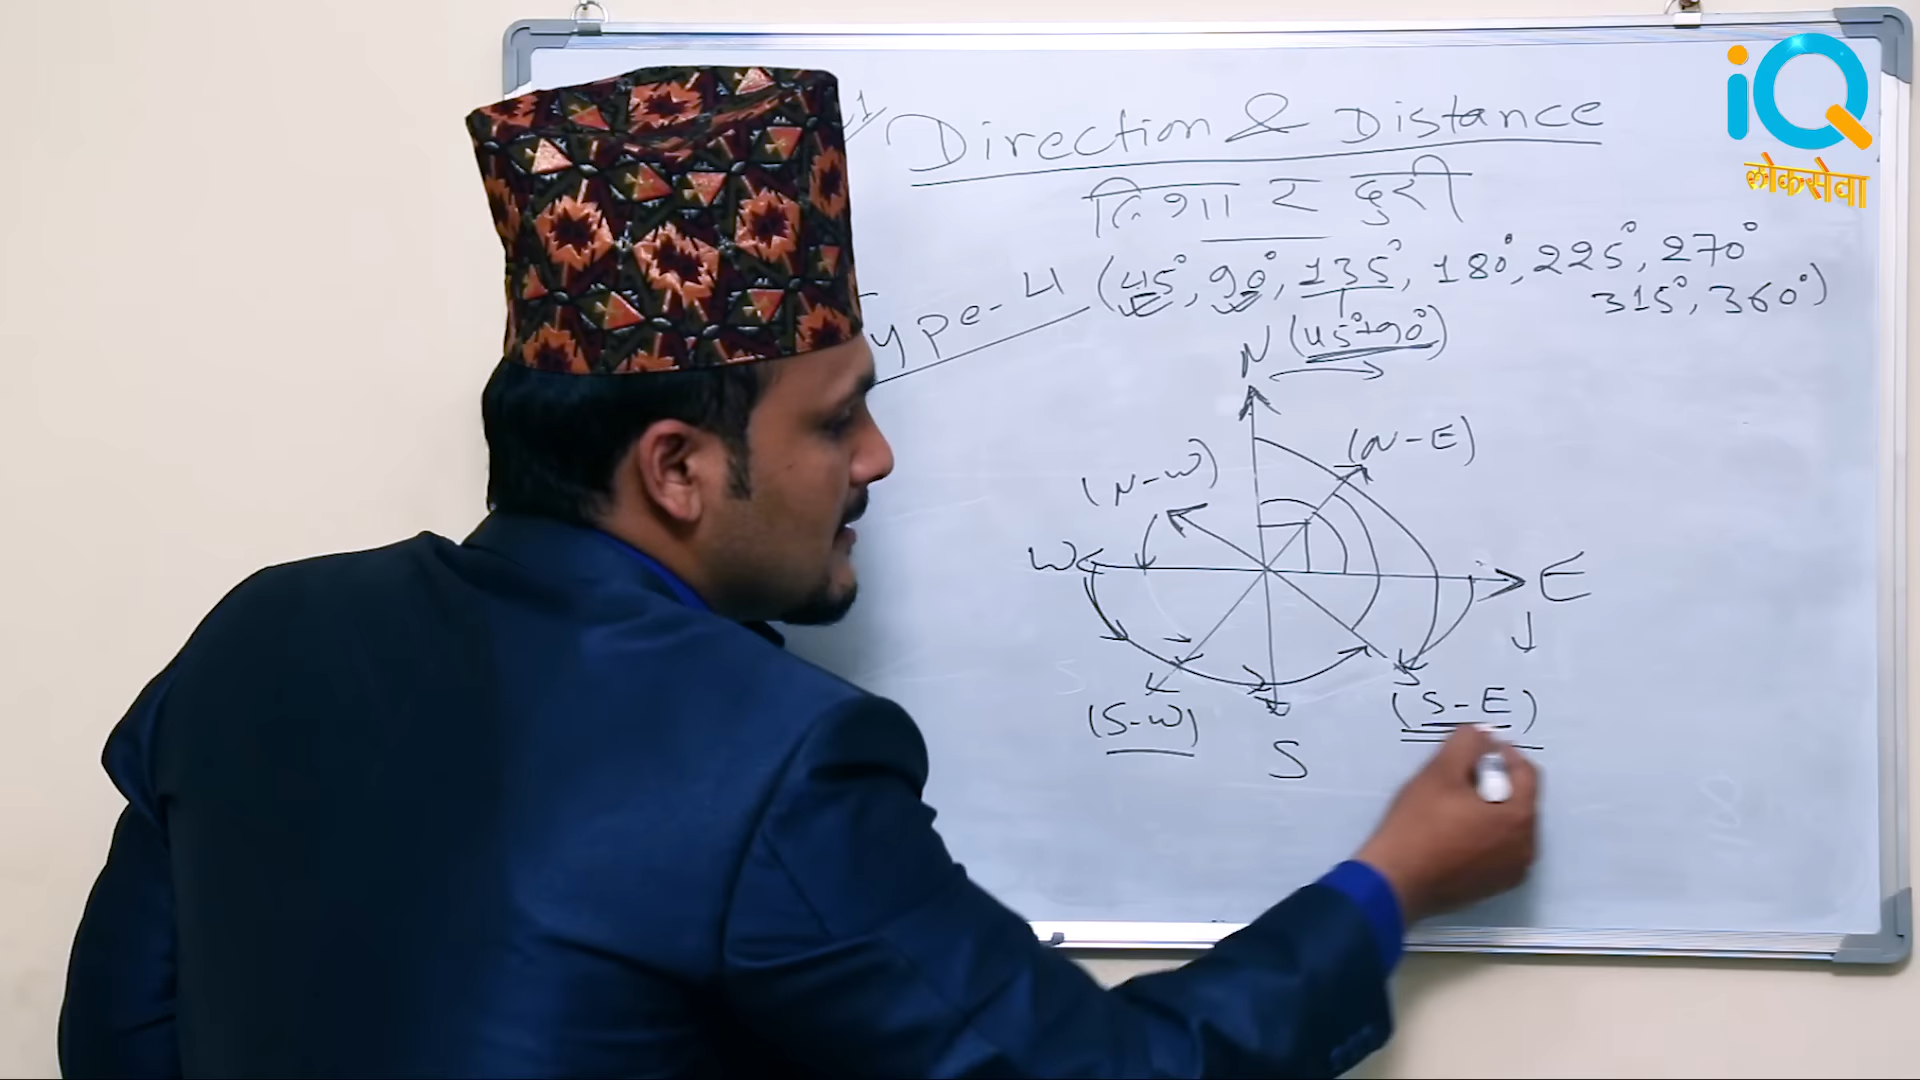 Direction & Distance
दिशा र दुरी
ype-4 (45°, 90°, 135°, 180°, 225°, 270°
315°, 360°)
N (45°+90°)
(N-W) (N-E)
W E
(S-W) (S-E)
S
iQ
लोकसेवा